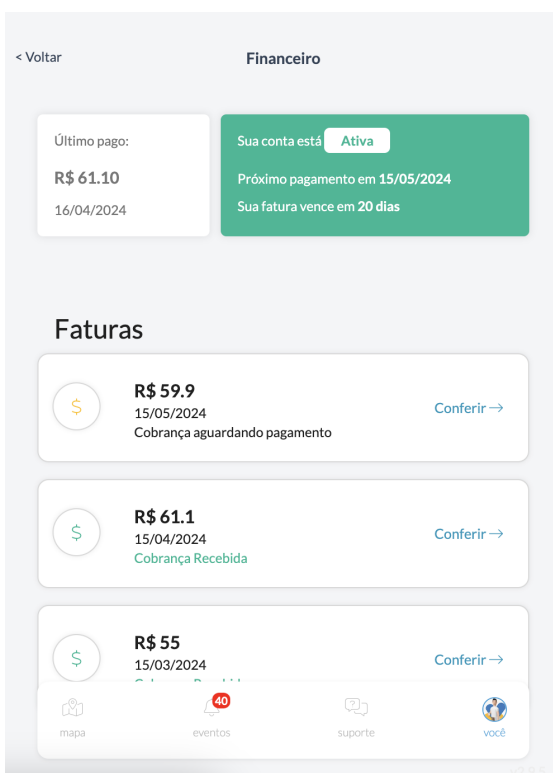 < Voltar
Financeiro
Último pago:
R$ 61.10
16/04/2024
Sua conta está Ativa
Próximo pagamento em 15/05/2024
Sua fatura vence em 20 dias
Faturas
R$ 59.9
15/05/2024
Cobrança aguardando pagamento
Conferir →
R$ 61.1
15/04/2024
Cobrança Recebida
Conferir →
R$ 55
15/03/2024
Conferir →
40
mapa
eventos
suporte
você